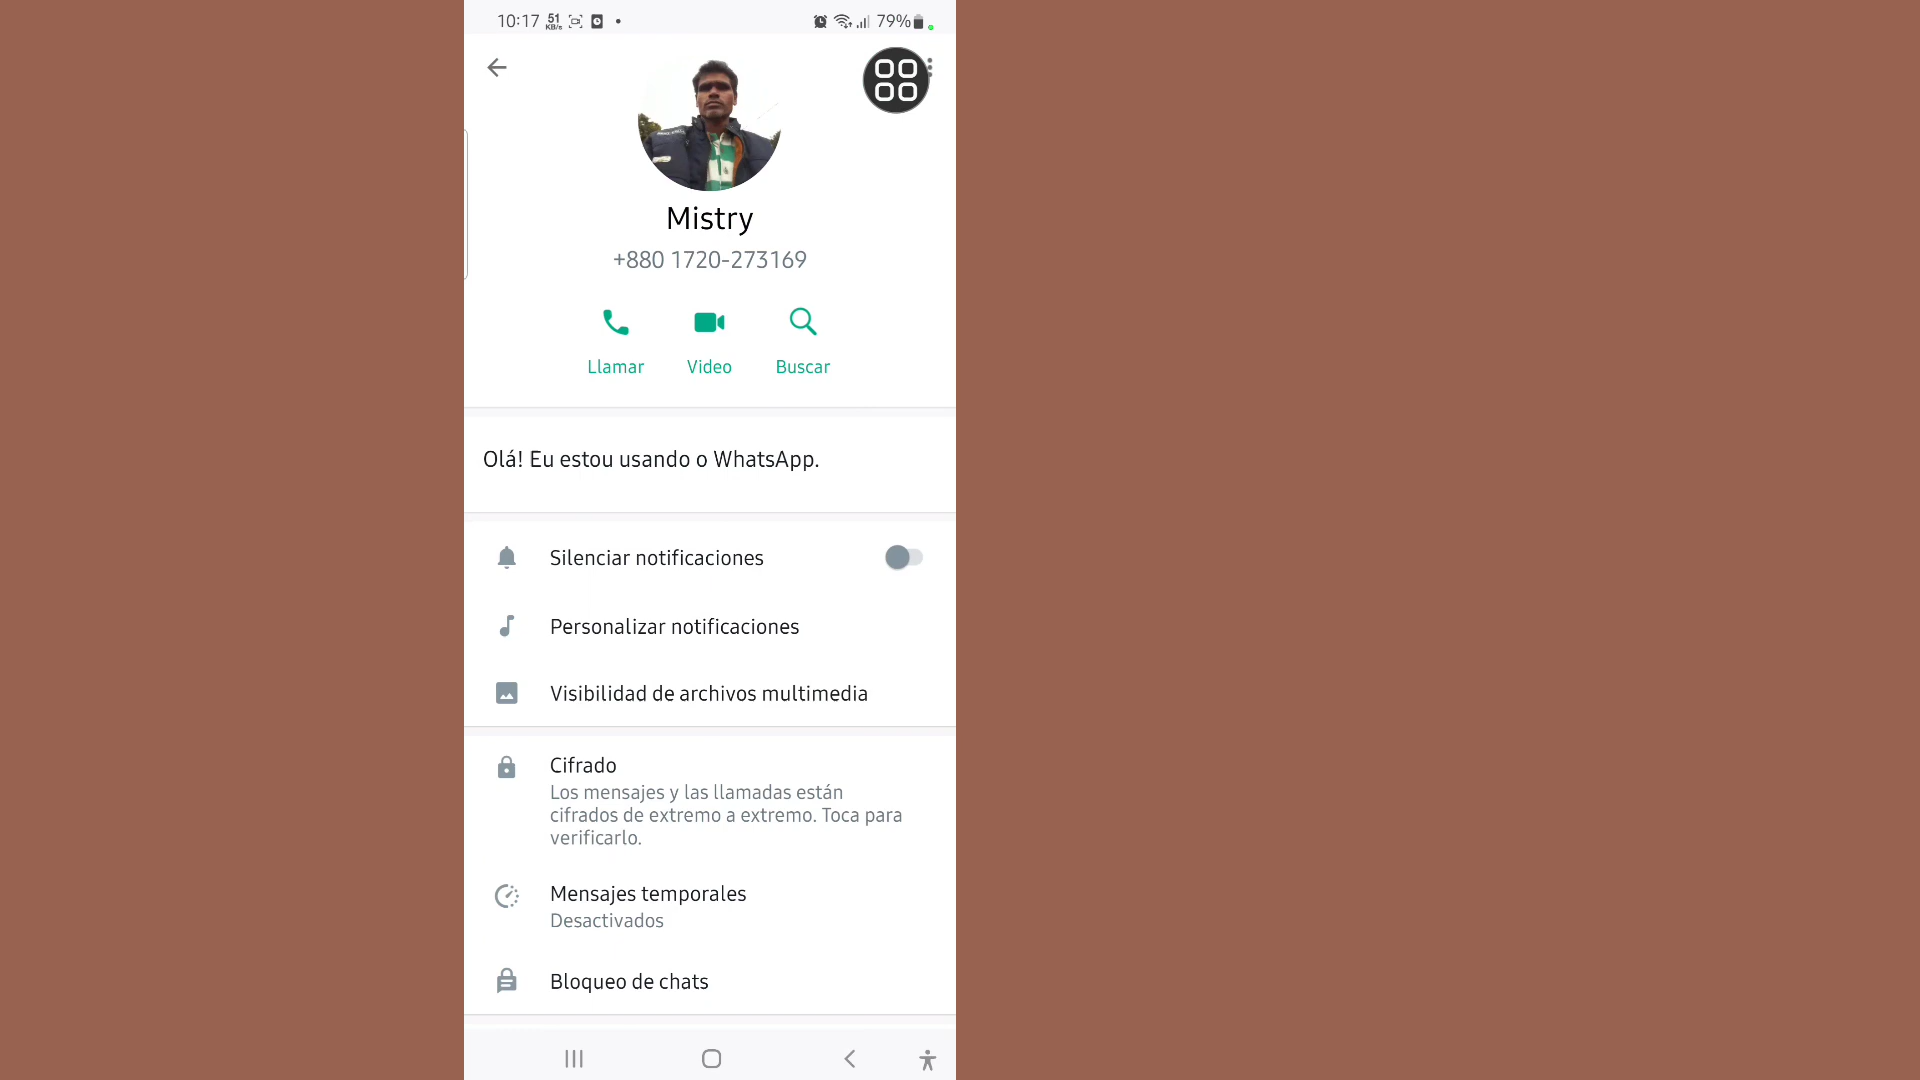 10:17 51 KB/s 79%
Mistry
+880 1720-273169
Llamar Video Buscar
Olá! Eu estou usando o WhatsApp.
Silenciar notificaciones
Personalizar notificaciones
Visibilidad de archivos multimedia
Cifrado
Los mensajes y las llamadas están
cifrados de extremo a extremo. Toca para
verificarlo.
Mensajes temporales
Desactivados
Bloqueo de chats